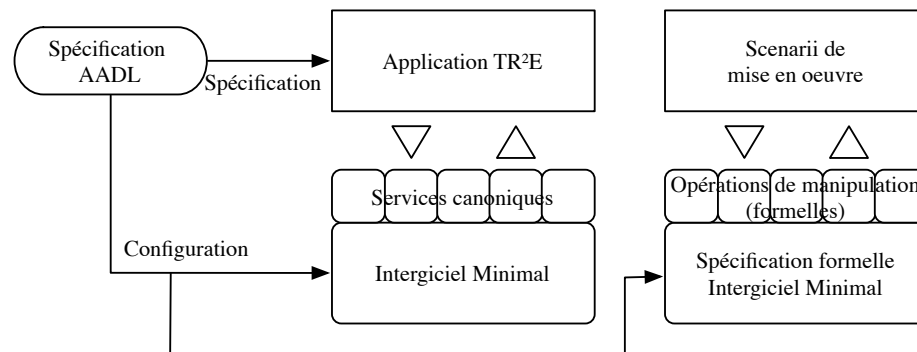 Spécification
AADL
Spécification
Application TR²E
Scenarii de
mise en oeuvre
Services canoniques
Opérations de manipulation
(formelles)
Configuration
Intergiciel Minimal
Spécification formelle
Intergiciel Minimal